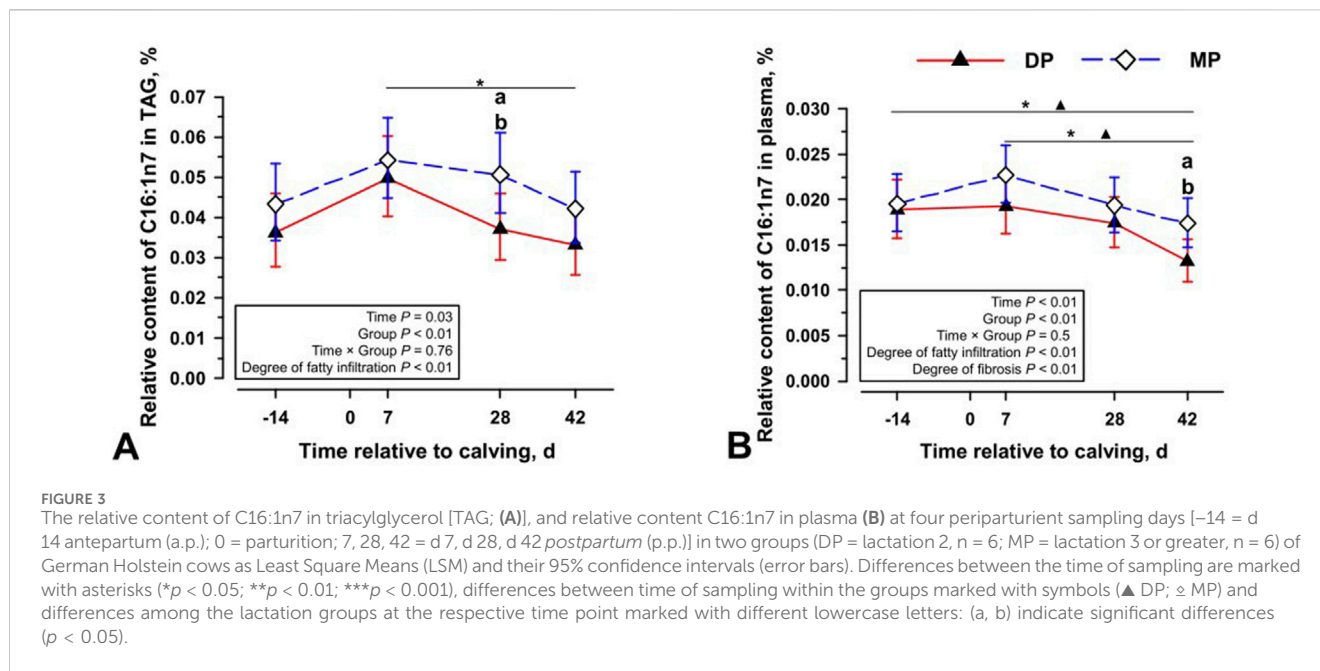 DP MP
Relative content of C16:1n7 in TAG, %
0.07
0.06
0.05
0.04
0.03
0.02
0.01
0.00
*
a
b
Time P = 0.03
Group P < 0.01
Time × Group P = 0.76
Degree of fatty infiltration P < 0.01
-14 0 7 28 42
Time relative to calving, d
A
Relative content of C16:1n7 in plasma, %
0.030
0.025
0.020
0.015
0.010
0.005
0.000
* ▲
* ▲
a
b
Time P < 0.01
Group P < 0.01
Time × Group P = 0.5
Degree of fatty infiltration P < 0.01
Degree of fibrosis P < 0.01
-14 0 7 28 42
Time relative to calving, d
B
FIGURE 3
The relative content of C16:1n7 in triacylglycerol [TAG; (A)], and relative content C16:1n7 in plasma (B) at four periparturient sampling days [–14 = d
14 antepartum (a.p.); 0 = parturition; 7, 28, 42 = d 7, d 28, d 42 postpartum (p.p.)] in two groups (DP = lactation 2, n = 6; MP = lactation 3 or greater, n = 6) of
German Holstein cows as Least Square Means (LSM) and their 95% confidence intervals (error bars). Differences between the time of sampling are marked
with asterisks (*p < 0.05; **p < 0.01; ***p < 0.001), differences between time of sampling within the groups marked with symbols (▲ DP; ⋄ MP) and
differences among the lactation groups at the respective time point marked with different lowercase letters: (a, b) indicate significant differences
(p < 0.05).